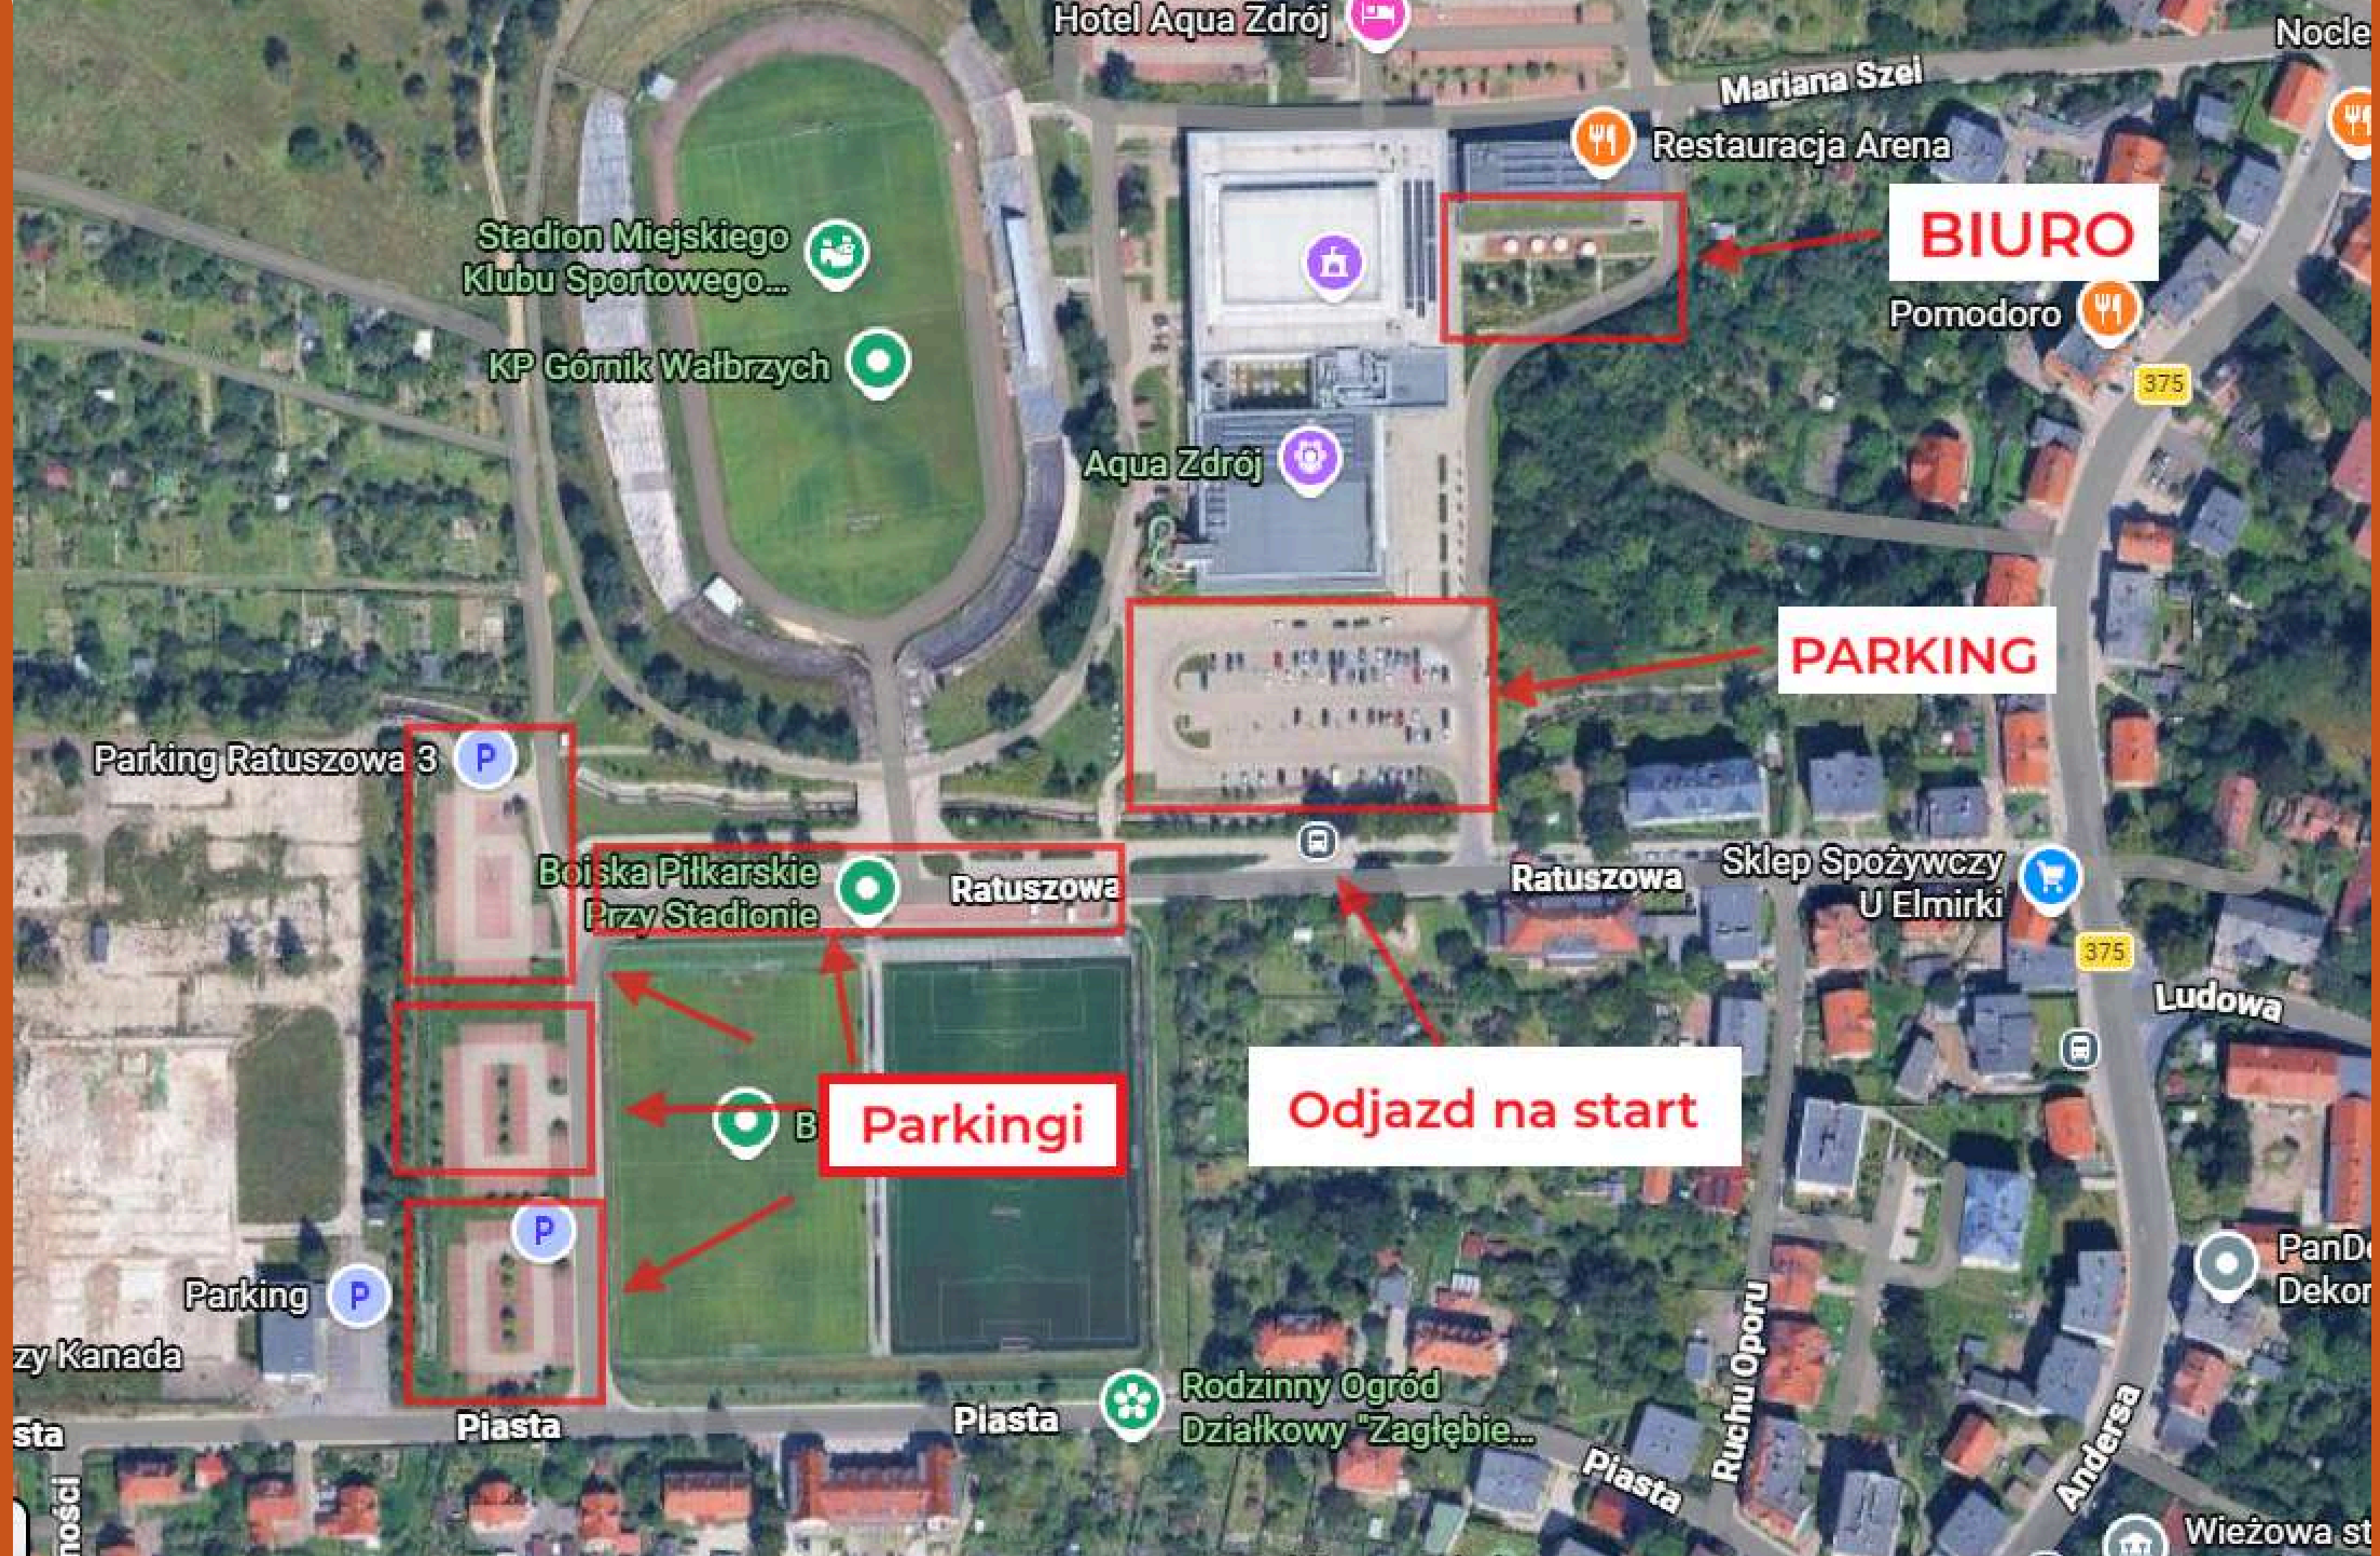 Hotel Aqua Zdrój
Nocle
Mariana Szei
Restauracja Arena
BIURO
Stadion Miejskiego
Klubu Sportowego...
Pomodoro
KP Górnik Wałbrzych
375
Aqua Zdrój
PARKING
Parking Ratuszowa 3
P
Boiska Piłkarskie
Przy Stadionie
Ratuszowa
Ratuszowa
Sklep Spożywczy
U Elmirki
375
Ludowa
Odjazd na start
B
Parkingi
P
Parking
P
PanD
Dekor
zy Kanada
Rodzinny Ogród
Działkowy "Zagłębie...
Ruchu Oporu
Andersa
sta
Piasta
Piasta
Piasta
ności
Wieżowa st